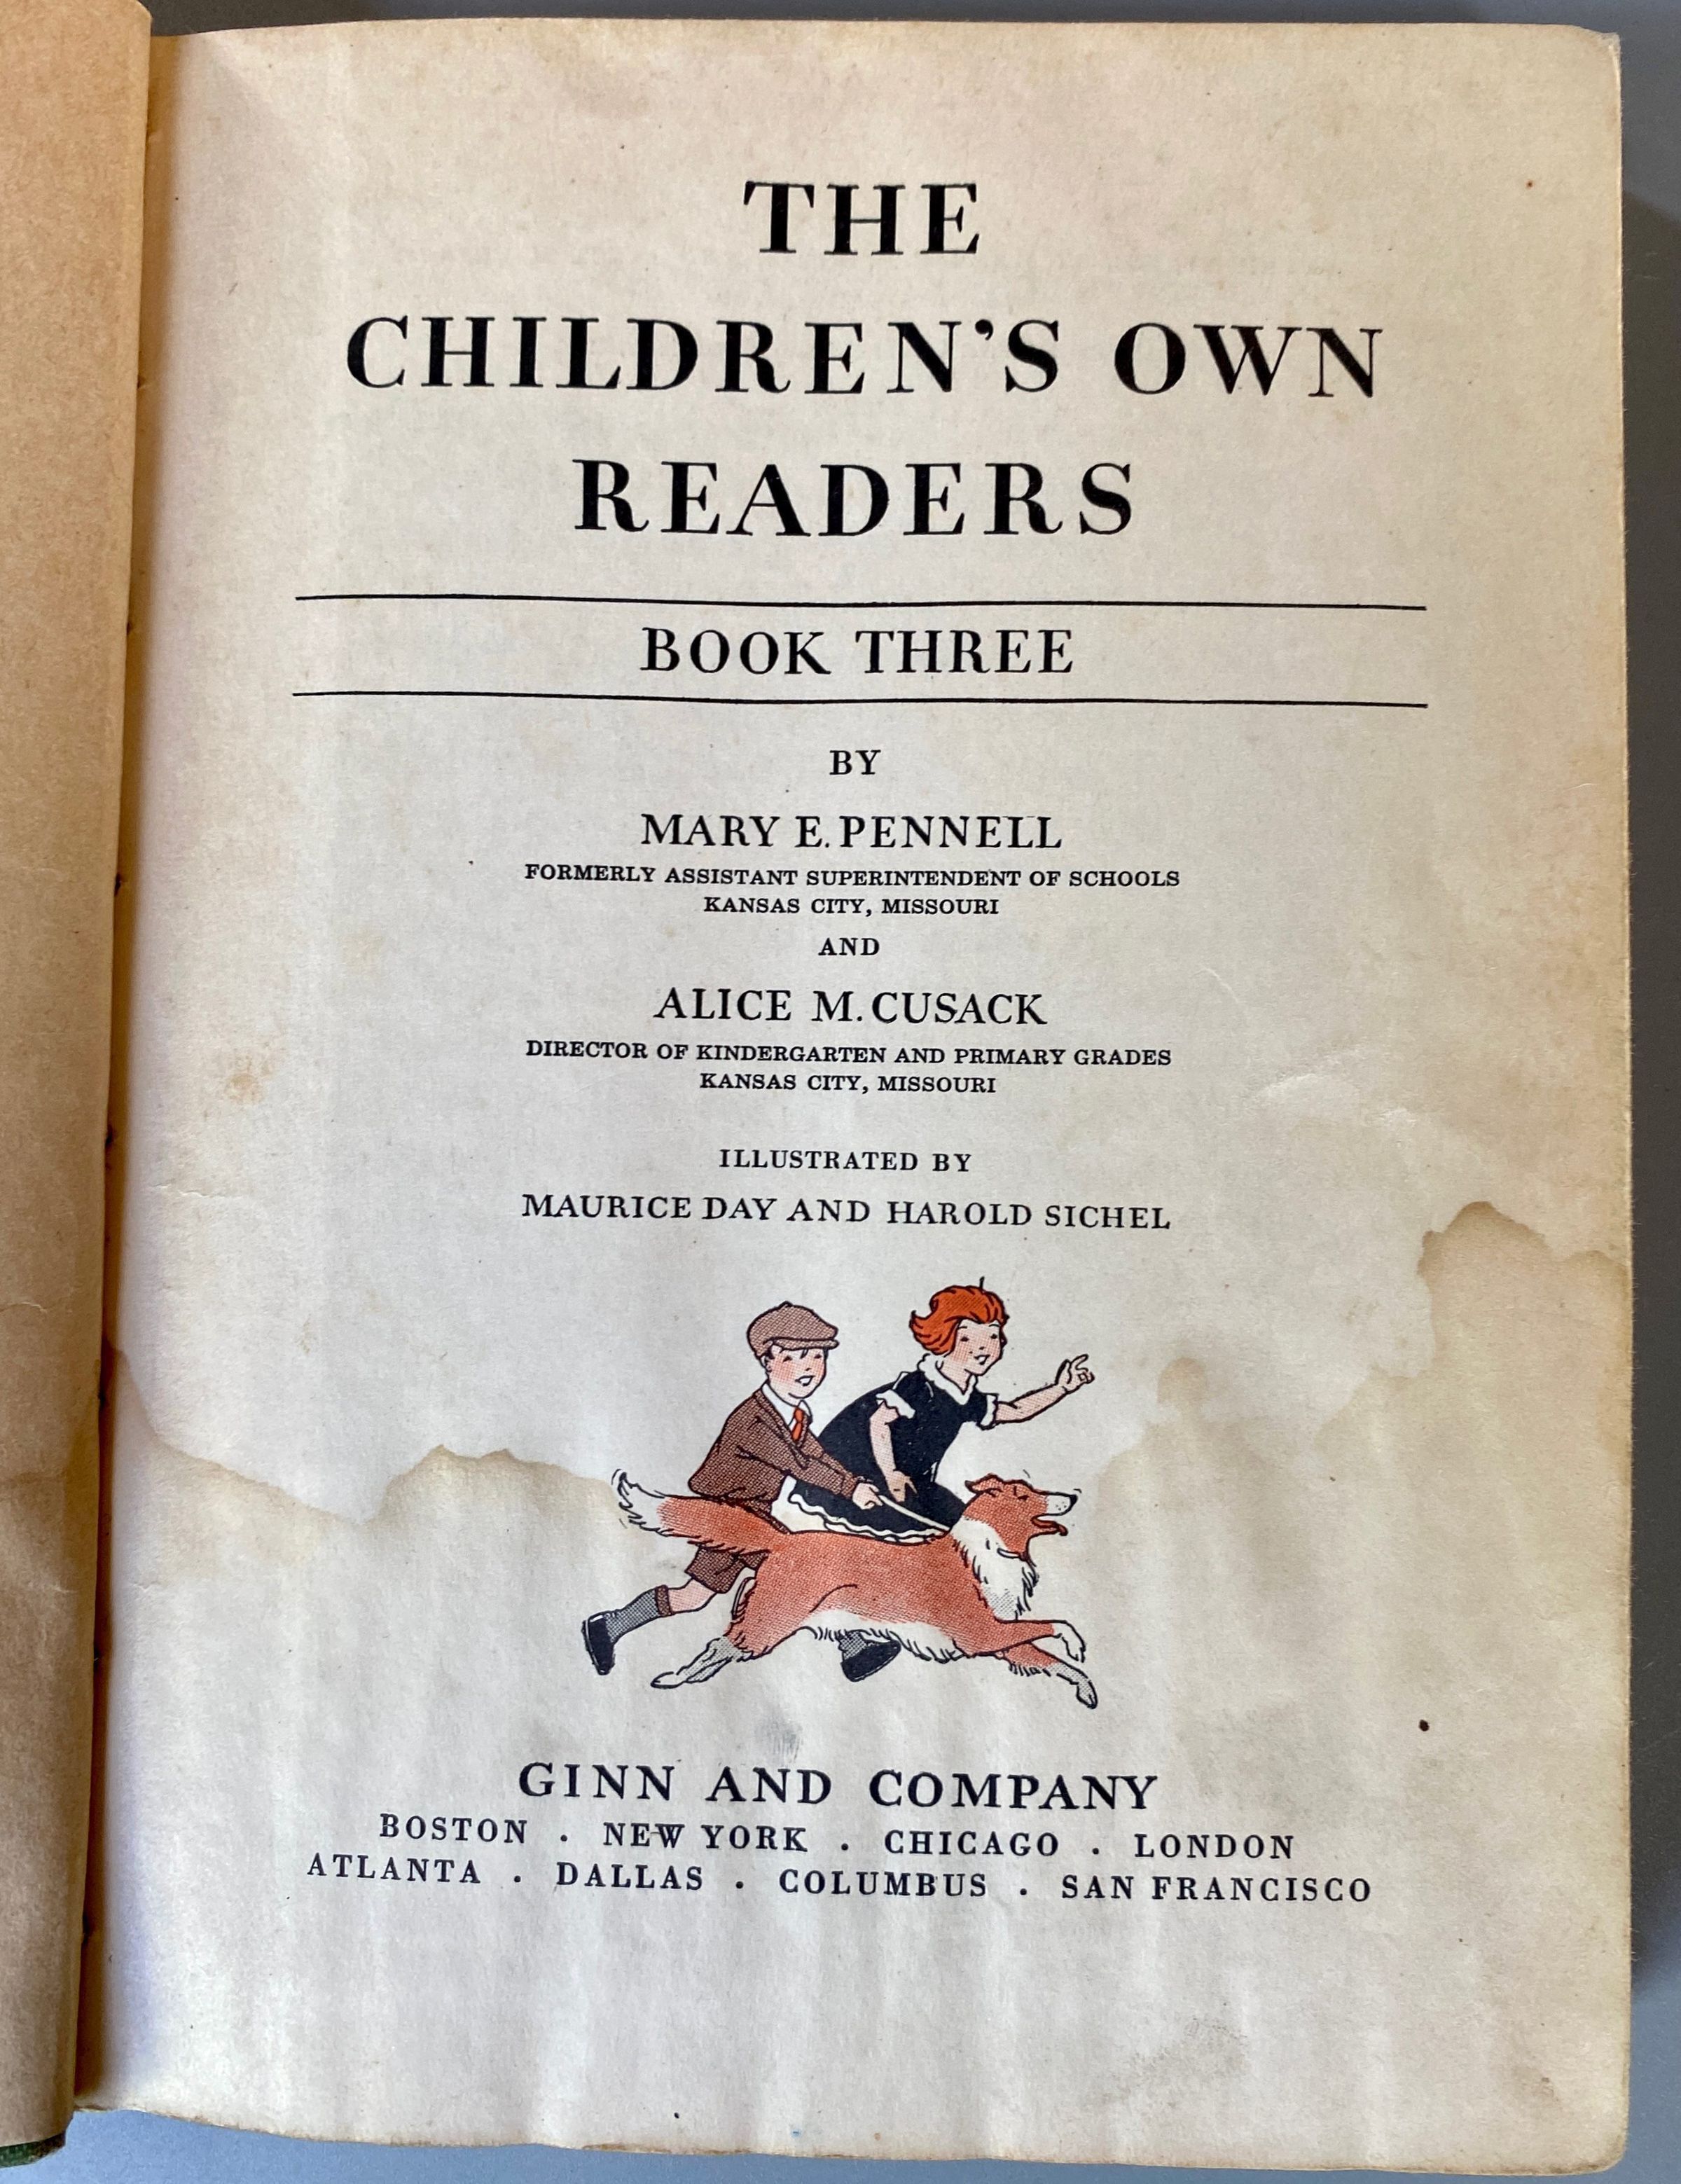 THE
CHILDREN'S OWN
READERS
BOOK THREE
BY
MARY E. PENNELL
FORMERLY ASSISTANT SUPERINTENDENT OF SCHOOLS
KANSAS CITY, MISSOURI
AND
ALICE M. CUSACK
DIRECTOR OF KINDERGARTEN AND PRIMARY GRADES
KANSAS CITY, MISSOURI
ILLUSTRATED BY
MAURICE DAY AND HAROLD SICHEL
GINN AND COMPANY
BOSTON . NEW YORK . CHICAGO . LONDON
ATLANTA . DALLAS . COLUMBUS . SAN FRANCISCO